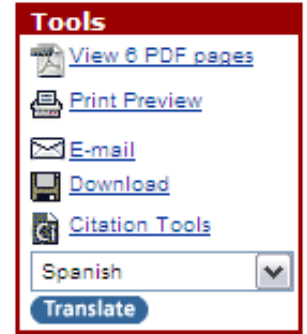 Tools
View 6 PDF pages
Print Preview
E-mail
Download
Citation Tools
Spanish
Translate